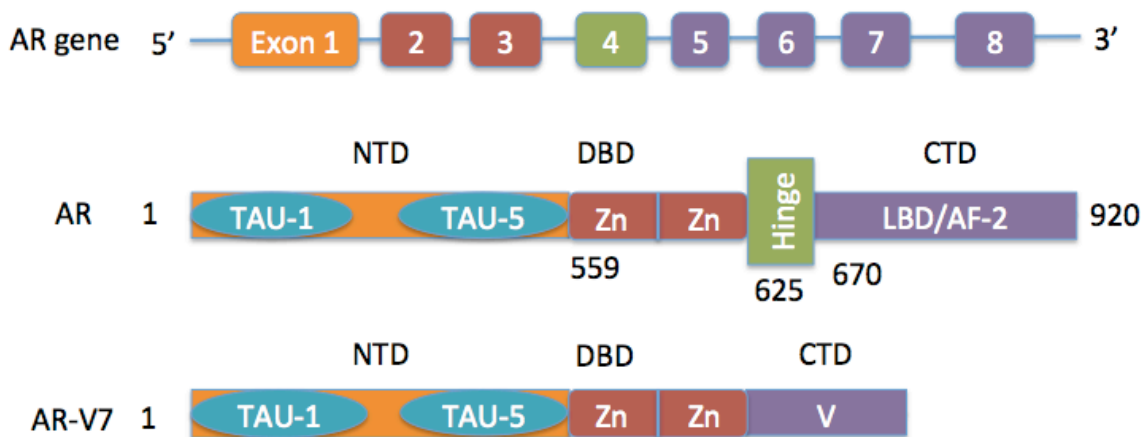 AR gene 5’ Exon 1 2 3 4 5 6 7 8 3’
NTD DBD CTD
AR 1 TAU-1 TAU-5 Zn Zn Hinge LBD/AF-2 920
559 625 670
NTD DBD CTD
AR-V7 1 TAU-1 TAU-5 Zn Zn V